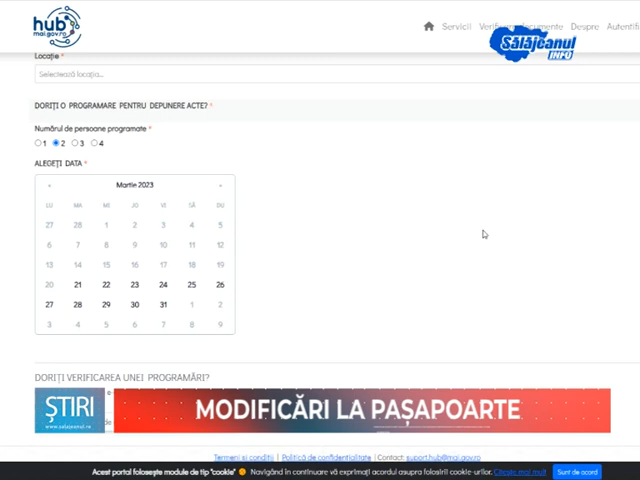 hub
mai.gov.ro
Servicii
Despre
Sălăjeanul
INFO
Locație *
Selectează locația...
DORIȚI O PROGRAMARE PENTRU DEPUNERE ACTE? *
Numărul de persoane programate *
1 2 3 4
ALEGEȚI DATA *
« Martie 2023 »
LU MA MI JO VI SÂ DU
27 28 1 2 3 4 5
6 7 8 9 10 11 12
13 14 15 16 17 18 19
20 21 22 23 24 25 26
27 28 29 30 31 1 2
3 4 5 6 7 8 9
DORIȚI VERIFICAREA UNEI PROGRAMĂRI?
ȘTIRI
www.salajeanul.ro
MODIFICĂRI LA PAȘAPOARTE
Termeni si condiții | Politică de confidențialitate | Contact: suport.hub@mai.gov.ro
Acest portal folosește module de tip "cookie" Navigând în continuare vă exprimați acordul asupra folosirii cookie-urilor. Citește mai mult Sunt de acord